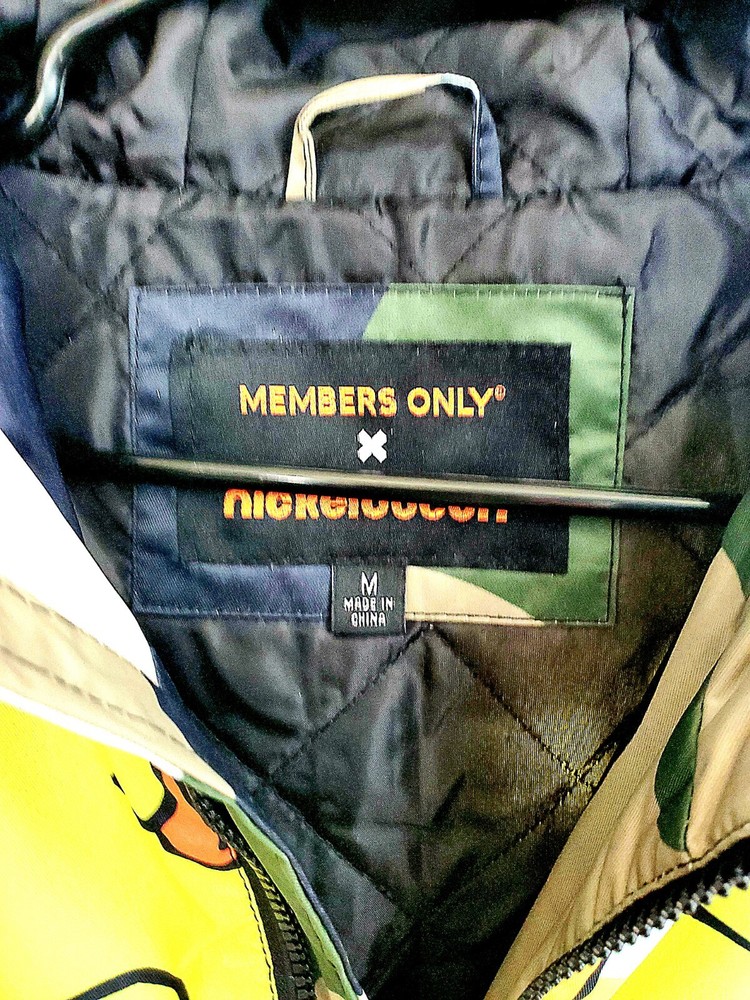 MEMBERS ONLY®
X
nickelodeon
M
MADE IN
CHINA